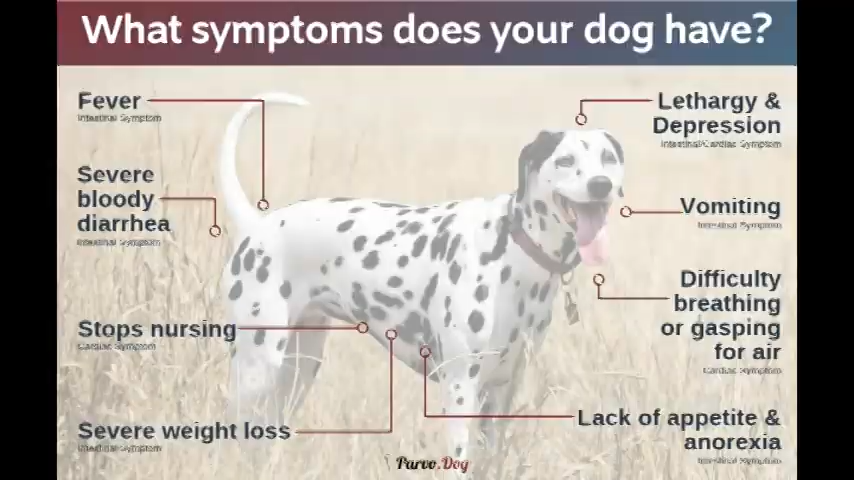 What symptoms does your dog have?
Fever
Intestinal Symptom
Severe
bloody
diarrhea
Intestinal Symptom
Stops nursing
Cardiac Symptom
Severe weight loss
Intestinal Symptom
Lethargy &
Depression
Intestinal/Cardiac Symptom
Vomiting
Intestinal Symptom
Difficulty
breathing
or gasping
for air
Cardiac Symptom
Lack of appetite &
anorexia
Intestinal Symptom
Parvo.Dog